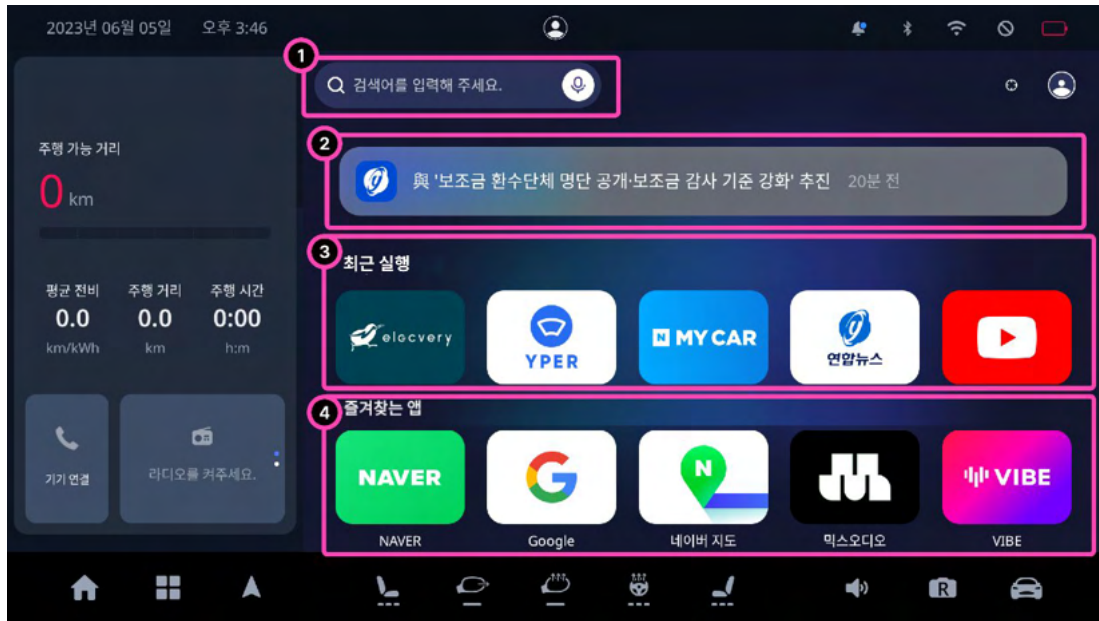 2023년 06월 05일 오후 3:46
1
검색어를 입력해 주세요.
주행 가능 거리
0 km
평균 전비 주행 거리 주행 시간
0.0 0.0 0:00
km/kWh km h:m
기기 연결
라디오를 켜주세요.
2
與 '보조금 환수단체 명단 공개·보조금 감사 기준 강화' 추진 20분 전
3
최근 실행
elecvery
YPER
N MY CAR
연합뉴스
4
즐겨찾는 앱
NAVER
G
N
VIBE
NAVER Google 네이버 지도 믹스오디오 VIBE
R